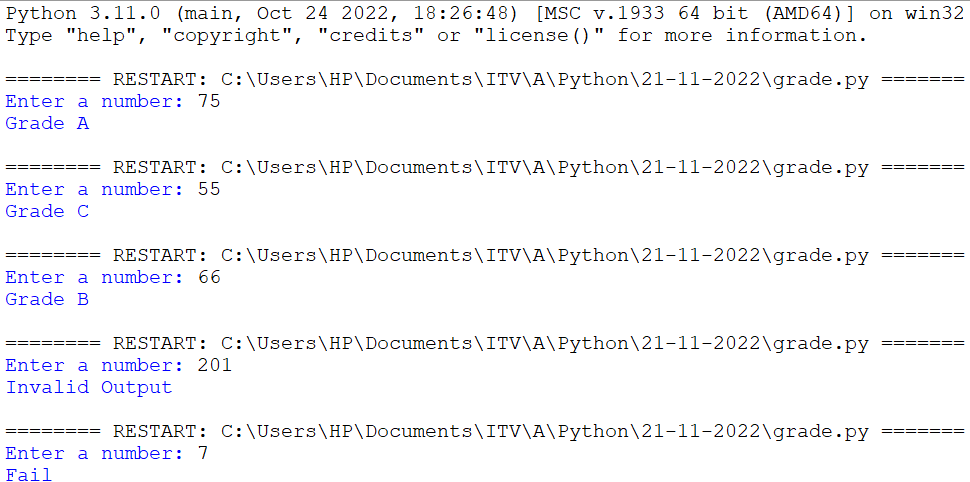 Python 3.11.0 (main, Oct 24 2022, 18:26:48) [MSC v.1933 64 bit (AMD64)] on win32
Type "help", "copyright", "credits" or "license()" for more information.
======== RESTART: C:\Users\HP\Documents\ITV\A\Python\21-11-2022\grade.py =======
Enter a number: 75
Grade A
======== RESTART: C:\Users\HP\Documents\ITV\A\Python\21-11-2022\grade.py =======
Enter a number: 55
Grade C
======== RESTART: C:\Users\HP\Documents\ITV\A\Python\21-11-2022\grade.py =======
Enter a number: 66
Grade B
======== RESTART: C:\Users\HP\Documents\ITV\A\Python\21-11-2022\grade.py =======
Enter a number: 201
Invalid Output
======== RESTART: C:\Users\HP\Documents\ITV\A\Python\21-11-2022\grade.py =======
Enter a number: 7
Fail